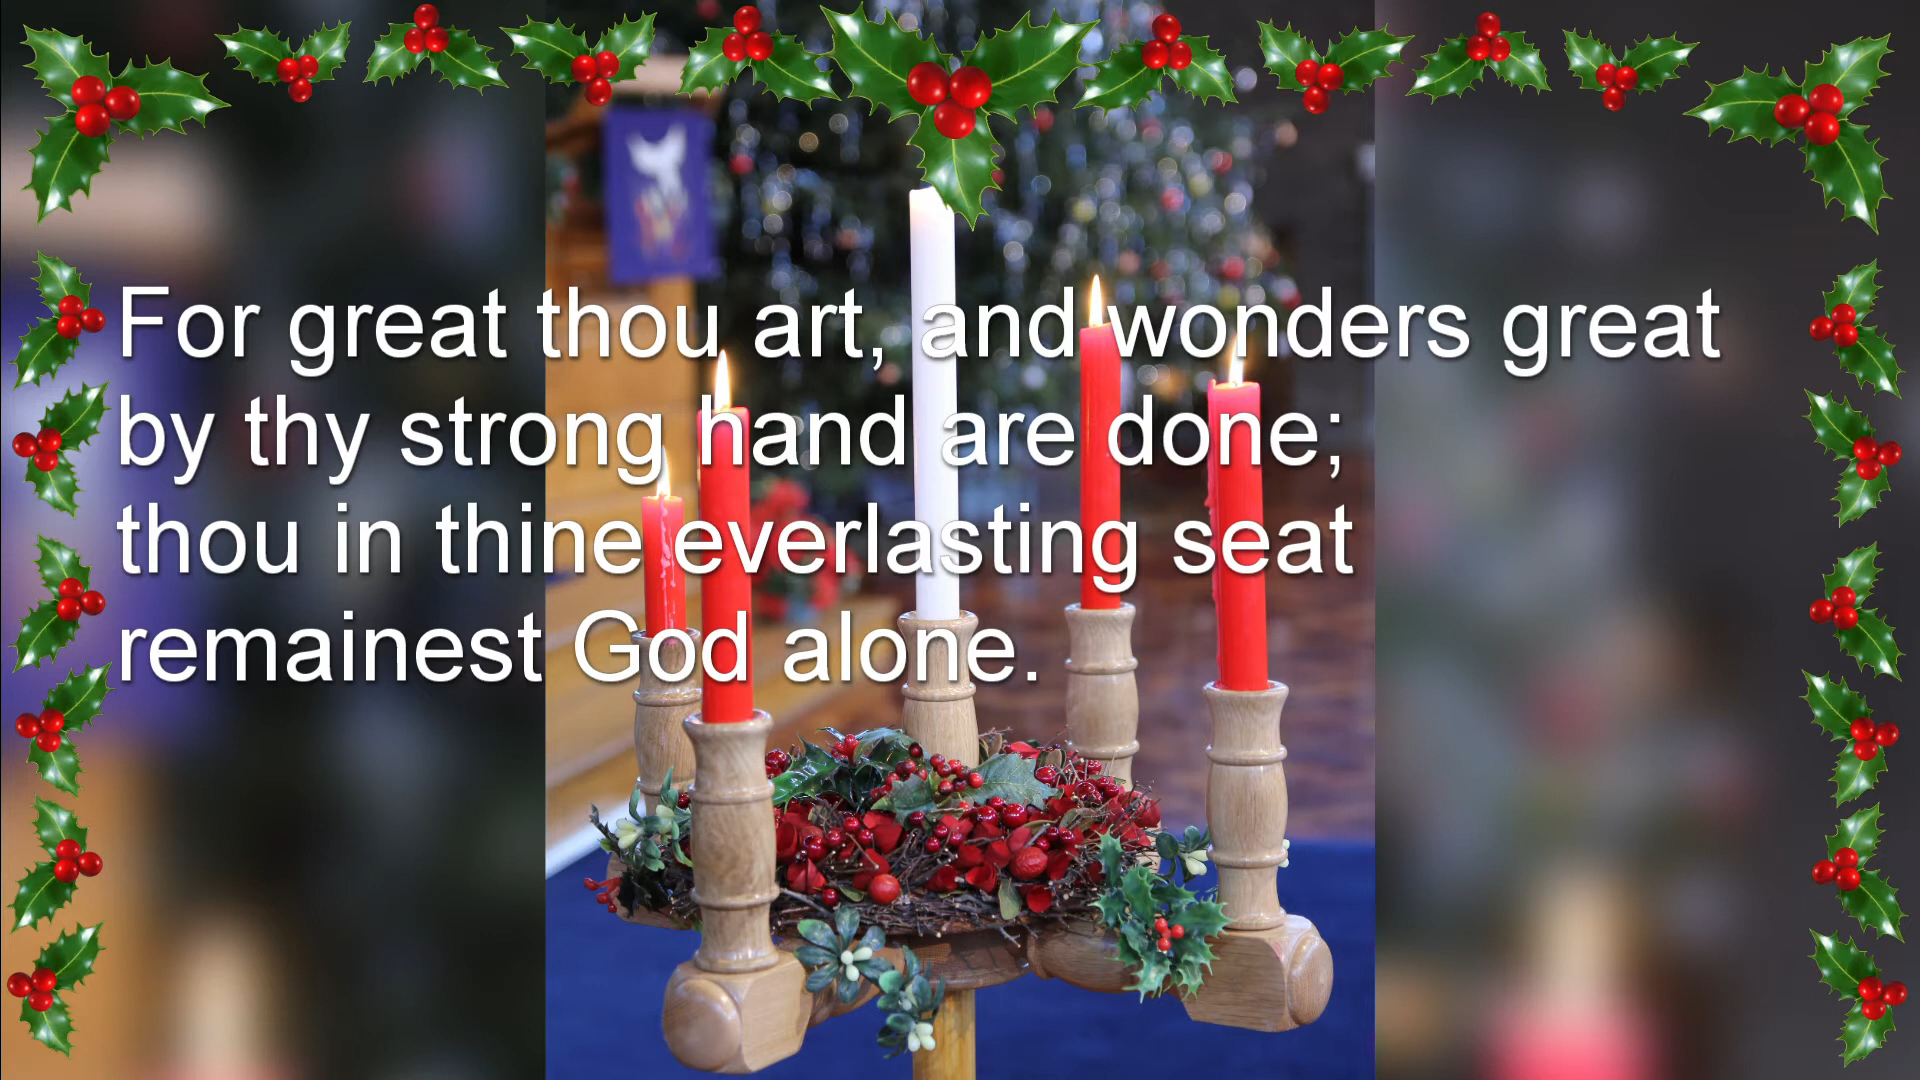 For great thou art, and wonders great
by thy strong hand are done;
thou in thine everlasting seat
remainest God alone.